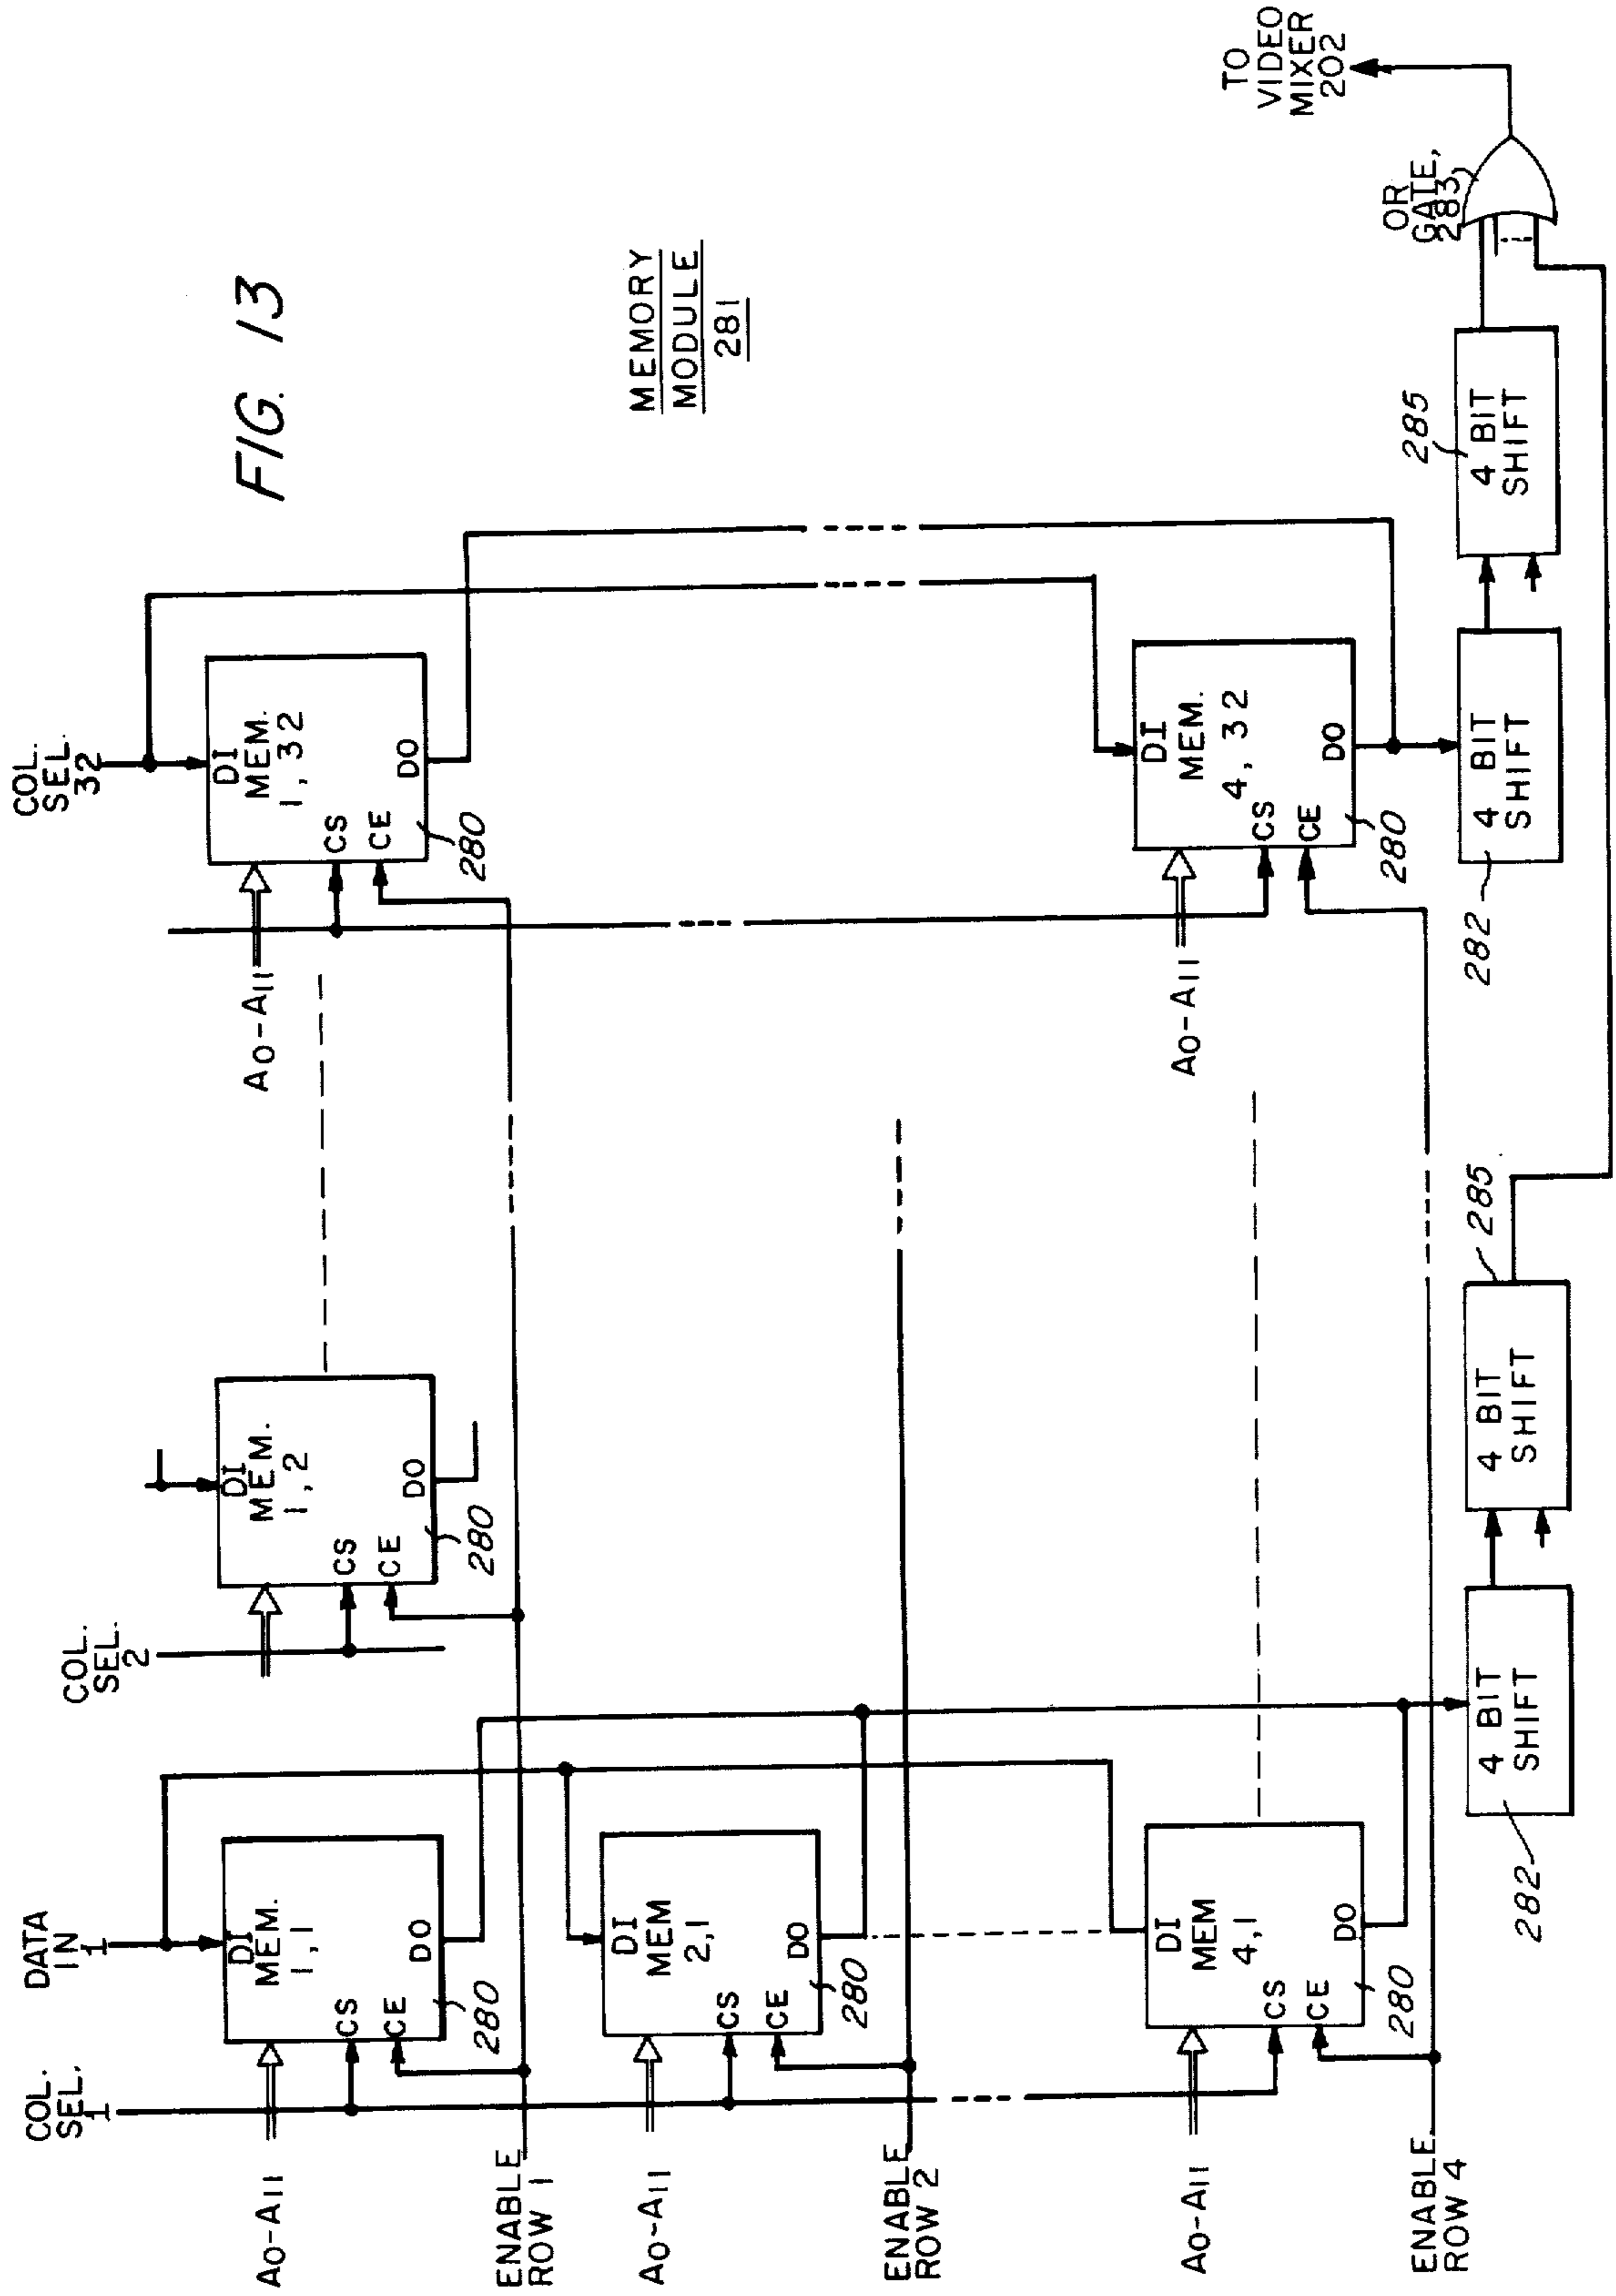 FIG. 13
MEMORY
MODULE
281
COL.
SEL.
1
DATA
IN
1
COL.
SEL.
2
COL.
SEL.
32
A0-A11
DI
MEM.
1,1
CS
CE
DO
280
DI
MEM.
1,2
CS
CE
DO
280
A0-A11
DI
MEM.
1,32
CS
CE
DO
280
ENABLE
ROW 1
A0-A11
DI
MEM
2,1
CS
CE
DO
280
ENABLE
ROW 2
A0-A11
DI
MEM
4,1
CS
CE
DO
280
A0-A11
DI
MEM.
4,32
CS
CE
DO
280
ENABLE
ROW 4
282
4 BIT
SHIFT
4 BIT
SHIFT
285
282
4 BIT
SHIFT
4 BIT
SHIFT
285
OR
GATE,
283
TO
VIDEO
MIXER
202